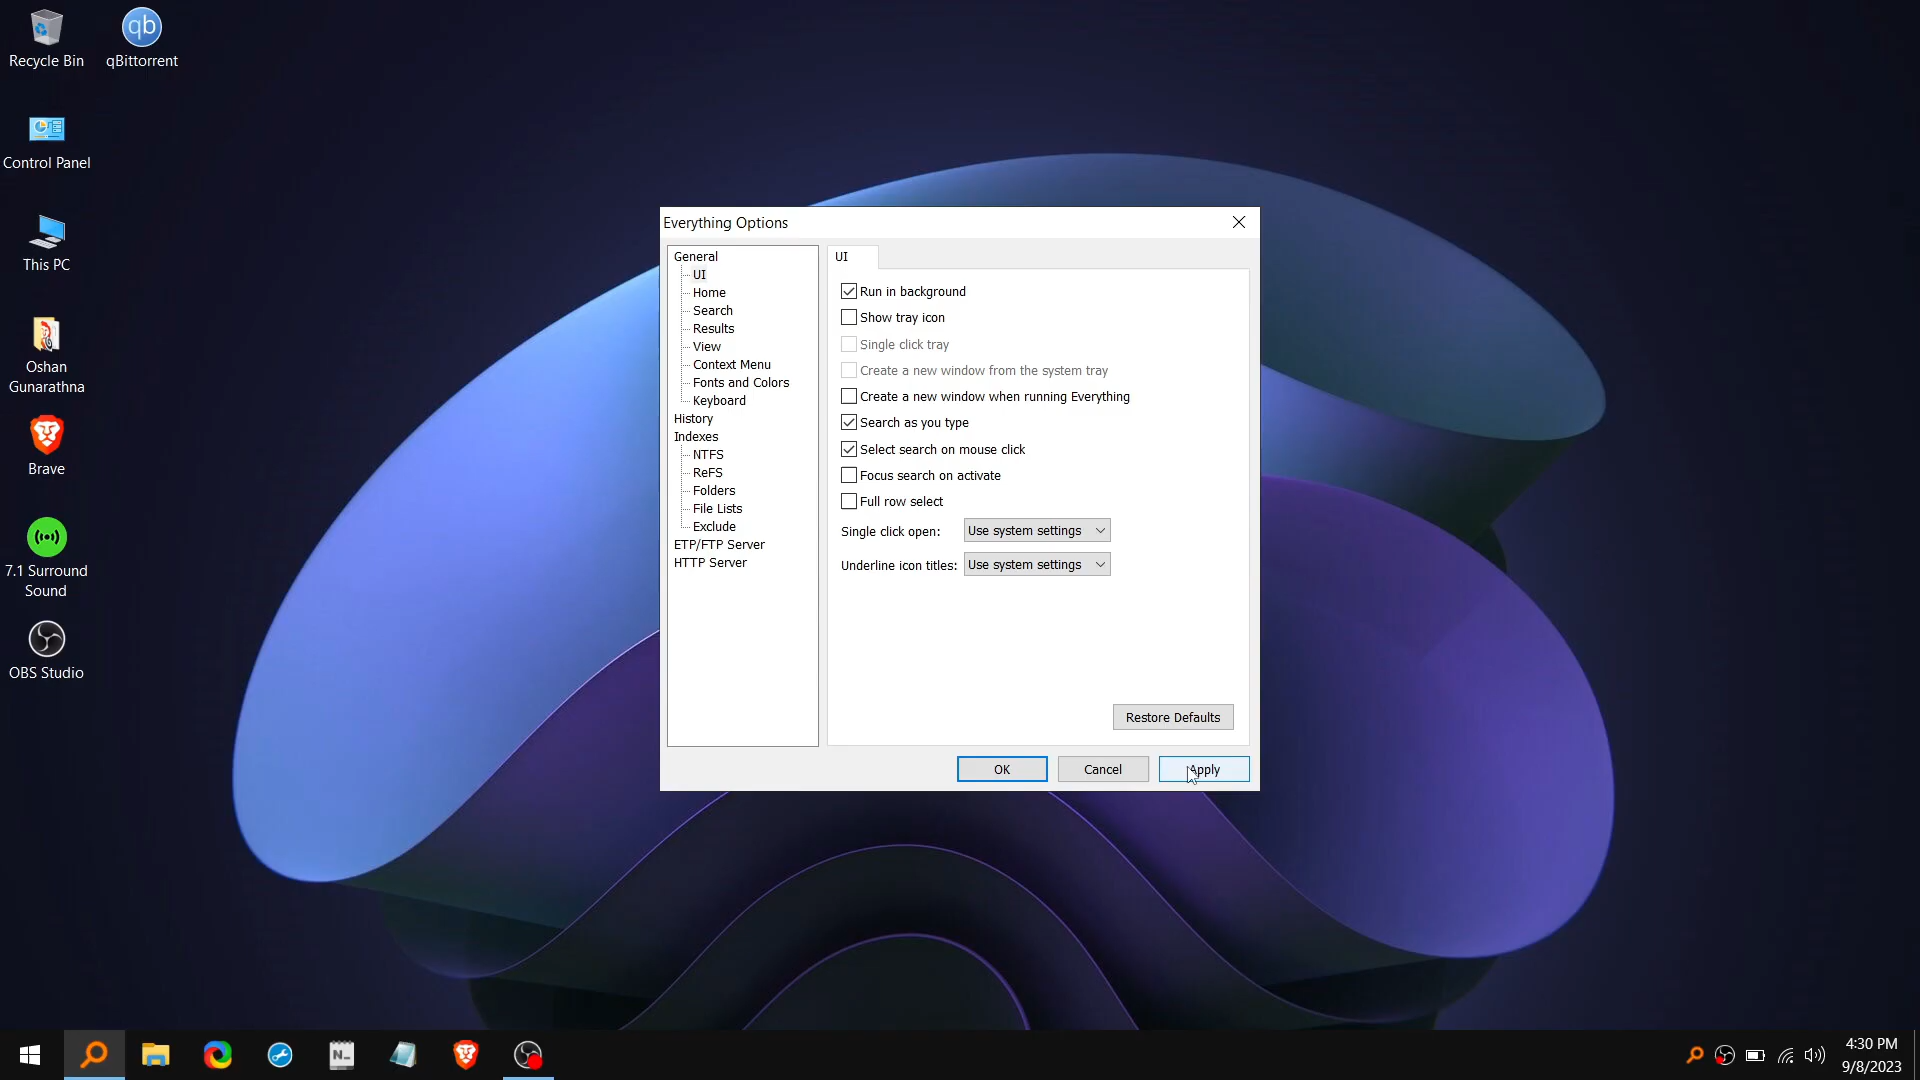 Recycle Bin
qBittorrent
Control Panel
This PC
Oshan
Gunarathna
Brave
7.1 Surround
Sound
OBS Studio
Everything Options
General
UI
Home
Search
Results
View
Context Menu
Fonts and Colors
Keyboard
History
Indexes
NTFS
ReFS
Folders
File Lists
Exclude
ETP/FTP Server
HTTP Server
UI
Run in background
Show tray icon
Single click tray
Create a new window from the system tray
Create a new window when running Everything
Search as you type
Select search on mouse click
Focus search on activate
Full row select
Single click open: Use system settings
Underline icon titles: Use system settings
Restore Defaults
OK Cancel Apply
qb
N
4:30 PM
9/8/2023